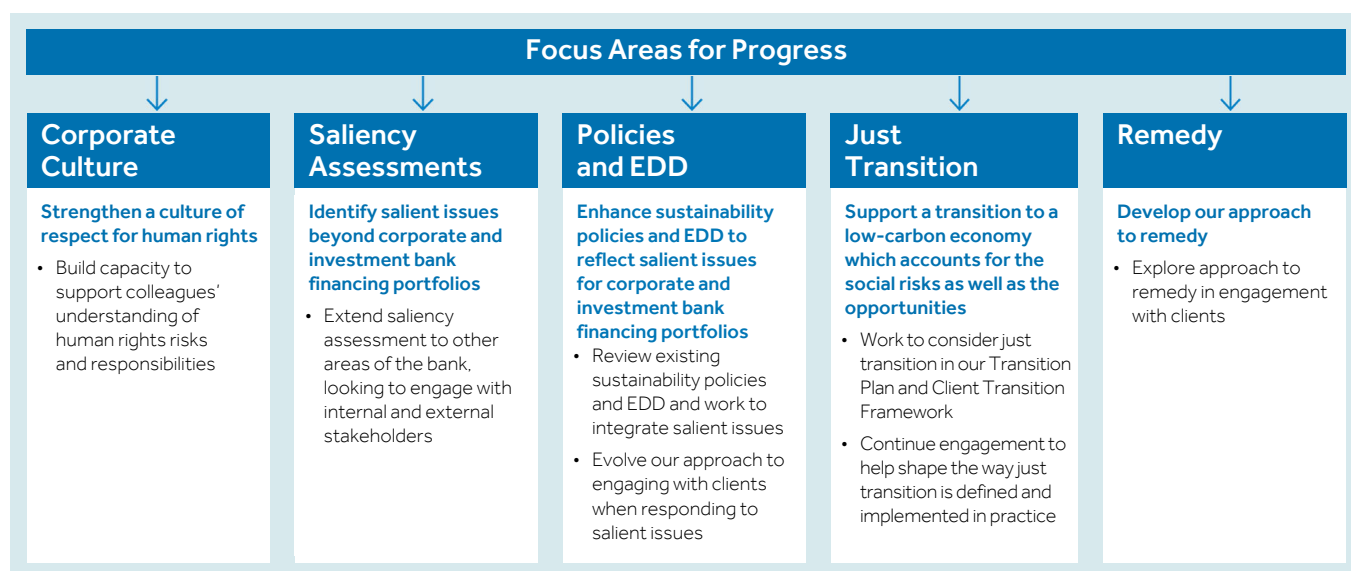 Focus Areas for Progress
Corporate
Culture
Strengthen a culture of
respect for human rights
• Build capacity to
support colleagues'
understanding of
human rights risks
and responsibilities
Saliency
Assessments
Identify salient issues
beyond corporate and
investment bank
financing portfolios
• Extend saliency
assessment to other
areas of the bank,
looking to engage with
internal and external
stakeholders
Policies
and EDD
Enhance sustainability
policies and EDD to
reflect salient issues
for corporate and
investment bank
financing portfolios
• Review existing
sustainability policies
and EDD and work to
integrate salient issues
• Evolve our approach to
engaging with clients
when responding to
salient issues
Just
Transition
Support a transition to a
low-carbon economy
which accounts for the
social risks as well as the
opportunities
• Work to consider just
transition in our Transition
Plan and Client Transition
Framework
• Continue engagement to
help shape the way just
transition is defined and
implemented in practice
Remedy
Develop our approach
to remedy
• Explore approach to
remedy in engagement
with clients